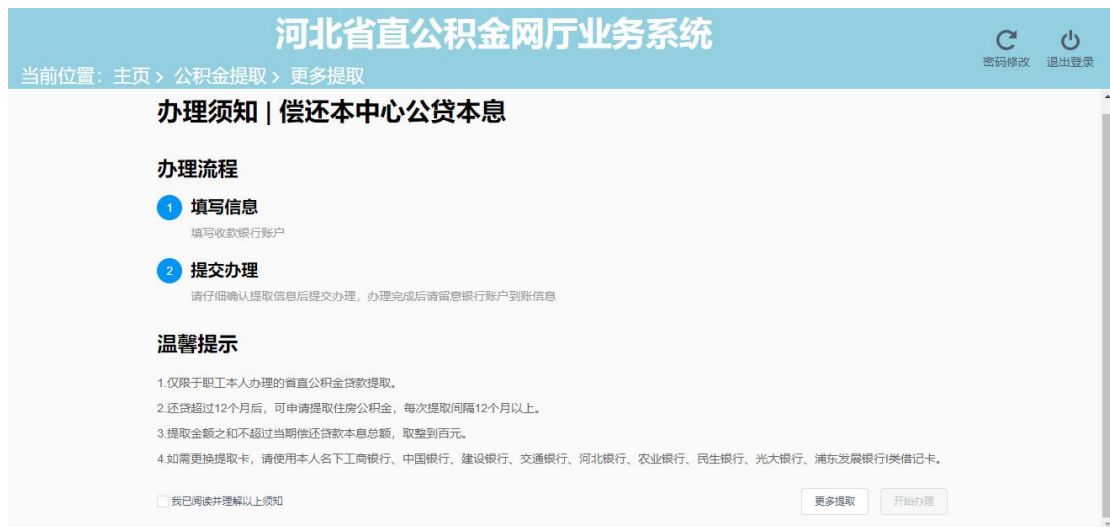 河北省直公积金网厅业务系统
密码修改
退出登录
当前位置：主页 > 公积金提取 > 更多提取
办理须知 | 偿还本中心公贷本息
办理流程
1 填写信息
填写收款银行账户
2 提交办理
请仔细确认提取信息后提交办理，办理完成后请留意银行账户到账信息
温馨提示
1.仅限于职工本人办理的省直公积金贷款提取。
2.还贷超过12个月后，可申请提取住房公积金，每次提取间隔12个月以上。
3.提取金额之和不超过当期偿还贷款本息总额，取整到百元。
4.如需更换提取卡，请使用本人名下工商银行、中国银行、建设银行、交通银行、河北银行、农业银行、民生银行、光大银行、浦东发展银行I类借记卡。
我已阅读并理解以上须知
更多提取
开始办理